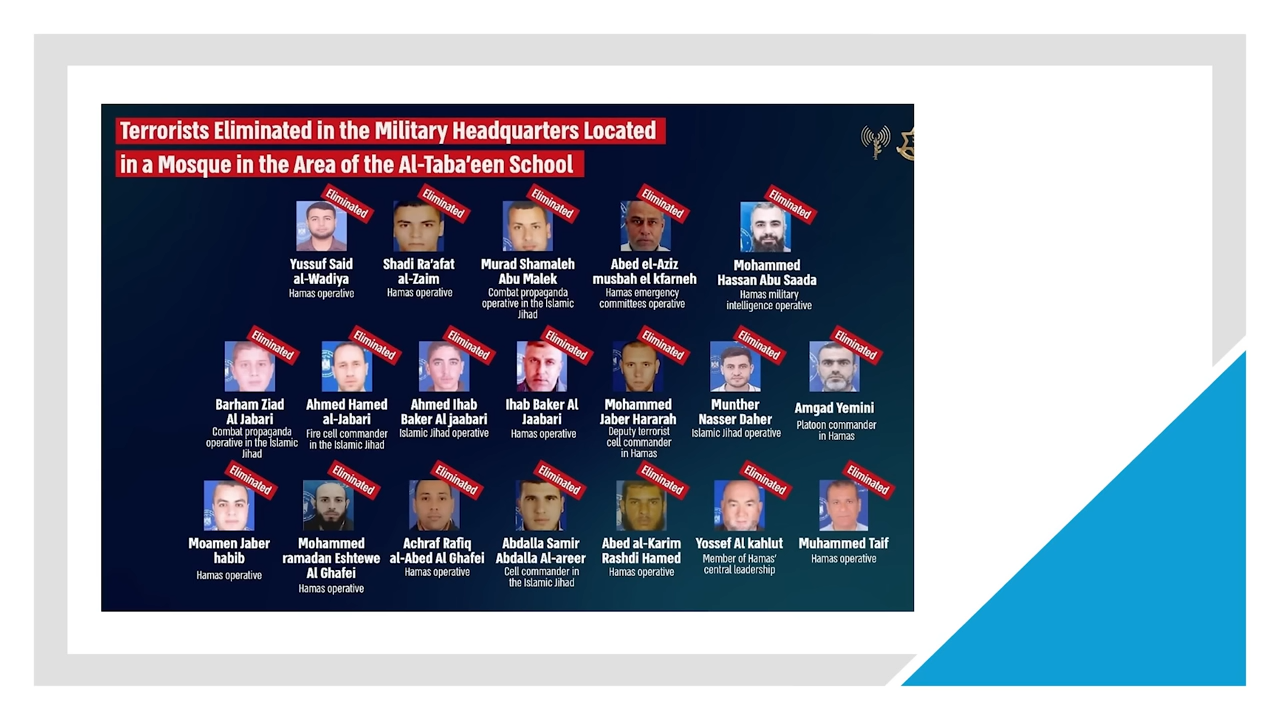 Terrorists Eliminated in the Military Headquarters Located
in a Mosque in the Area of the Al-Taba'een School
Eliminated
Eliminated
Eliminated
Eliminated
Eliminated
Yussuf Said
al-Wadiya
Hamas operative
Shadi Ra'afat
al-Zaim
Hamas operative
Murad Shamaleh
Abu Malek
Combat propaganda
operative in the Islamic
Jihad
Abed el-Aziz
musbah el kfarneh
Hamas emergency
committees operative
Mohammed
Hassan Abu Saada
Hamas military
intelligence operative
Eliminated
Eliminated
Eliminated
Eliminated
Eliminated
Eliminated
Eliminated
Barham Ziad
Al Jabari
Combat propaganda
operative in the Islamic
Jihad
Ahmed Hamed
al-Jabari
Fire cell commander
in the Islamic Jihad
Ahmed Ihab
Baker Al jaabari
Islamic Jihad operative
Ihab Baker Al
Jaabari
Hamas operative
Mohammed
Jaber Hararah
Deputy terrorist
cell commander
in Hamas
Munther
Nasser Daher
Islamic Jihad operative
Amgad Yemini
Platoon commander
in Hamas
Eliminated
Eliminated
Eliminated
Eliminated
Eliminated
Eliminated
Eliminated
Moamen Jaber
habib
Hamas operative
Mohammed
ramadan Eshtewe
Al Ghafei
Hamas operative
Achraf Rafiq
al-Abed Al Ghafei
Hamas operative
Abdalla Samir
Abdalla Al-areer
Cell commander in
the Islamic Jihad
Abed al-Karim
Rashdi Hamed
Hamas operative
Yossef Al kahlut
Member of Hamas'
central leadership
Muhammed Taif
Hamas operative